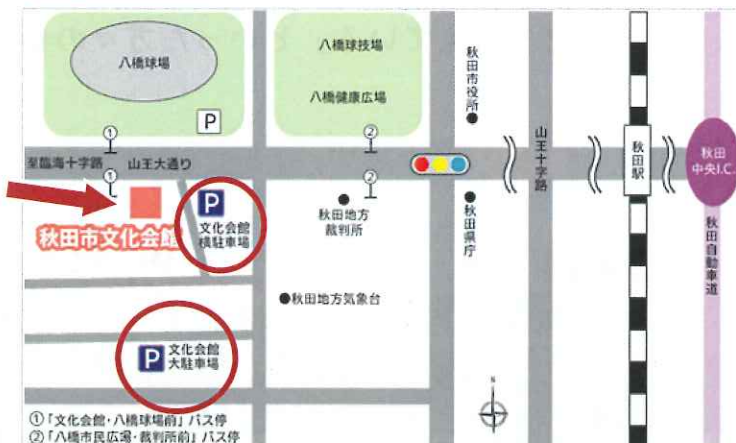 八橋球場
P
①
八橋球技場
八橋健康広場
②
秋田市役所
至臨海十字路
山王大通り
①
②
山王十字路
秋田駅
秋田
中央I.C.
秋田自動車道
秋田市文化会館
P
文化会館
横駐車場
秋田地方
裁判所
秋田県庁
秋田地方気象台
P
文化会館
大駐車場
N
①「文化会館・八橋球場前」バス停
②「八橋市民広場・裁判所前」バス停